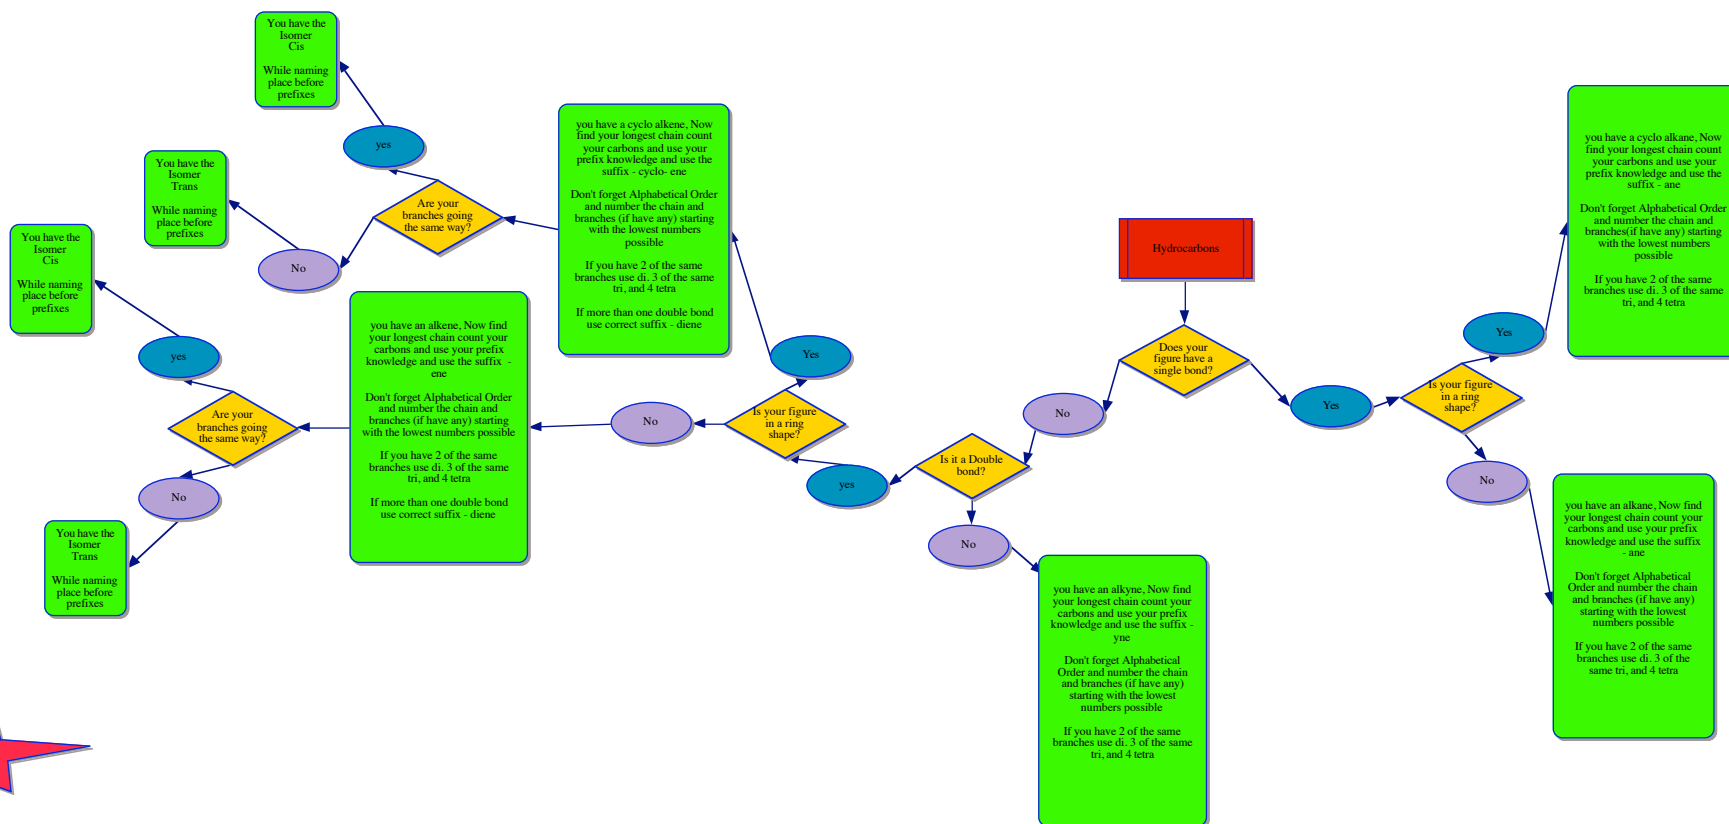 You have the
Isomer
Cis
While naming
place before
prefixes
yes
You have the
Isomer
Trans
While naming
place before
prefixes
Are your
branches going
the same way?
No
you have a cyclo alkene, Now
find your longest chain count
your carbons and use your
prefix knowledge and use the
suffix - cyclo- ene
Don't forget Alphabetical Order
and number the chain and
branches (if have any) starting
with the lowest numbers
possible
If you have 2 of the same
branches use di. 3 of the same
tri, and 4 tetra
If more than one double bond
use correct suffix - diene
You have the
Isomer
Cis
While naming
place before
prefixes
yes
Are your
branches going
the same way?
No
You have the
Isomer
Trans
While naming
place before
prefixes
you have an alkene, Now find
your longest chain count your
carbons and use your prefix
knowledge and use the suffix -
ene
Don't forget Alphabetical Order
and number the chain and
branches (if have any) starting
with the lowest numbers possible
If you have 2 of the same
branches use di. 3 of the same
tri, and 4 tetra
If more than one double bond
use correct suffix - diene
No
Yes
Is your figure
in a ring
shape?
yes
Hydrocarbons
Does your
figure have a
single bond?
No
Is it a Double
bond?
No
you have an alkyne, Now find
your longest chain count your
carbons and use your prefix
knowledge and use the suffix -
yne
Don't forget Alphabetical
Order and number the chain
and branches (if have any)
starting with the lowest
numbers possible
If you have 2 of the same
branches use di. 3 of the same
tri, and 4 tetra
Yes
Is your figure
in a ring
shape?
Yes
No
you have a cyclo alkane, Now
find your longest chain count
your carbons and use your
prefix knowledge and use the
suffix - ane
Don't forget Alphabetical Order
and number the chain and
branches(if have any) starting
with the lowest numbers
possible
If you have 2 of the same
branches use di. 3 of the same
tri, and 4 tetra
you have an alkane, Now find
your longest chain count your
carbons and use your prefix
knowledge and use the suffix
- ane
Don't forget Alphabetical
Order and number the chain
and branches (if have any)
starting with the lowest
numbers possible
If you have 2 of the same
branches use di. 3 of the
same tri, and 4 tetra